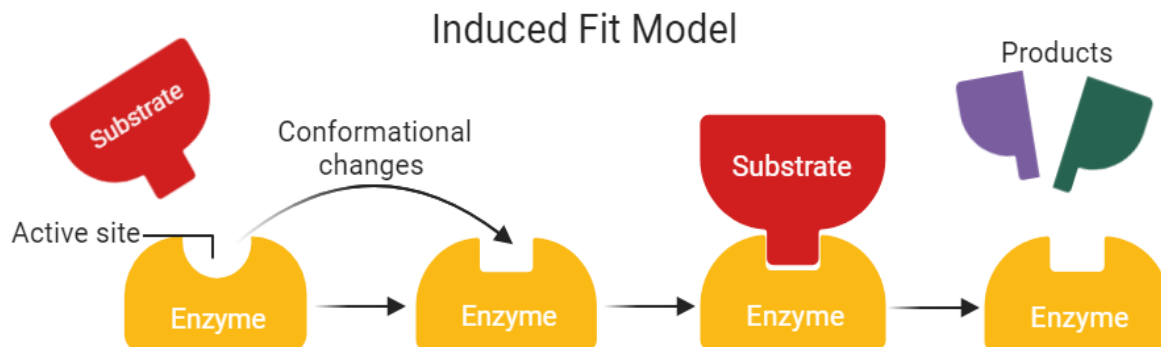 Induced Fit Model
Substrate
Conformational
changes
Active site
Enzyme
Enzyme
Substrate
Enzyme
Products
Enzyme